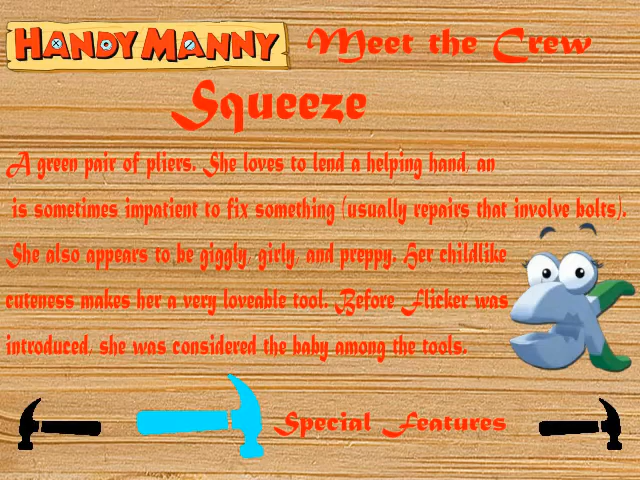 HANDY MANNY Meet the Crew
Squeeze
A green pair of pliers. She loves to lend a helping hand, an
is sometimes impatient to fix something (usually repairs that involve bolts).
She also appears to be giggly, girly, and preppy. Her childlike
cuteness makes her a very loveable tool. Before Flicker was
introduced, she was considered the baby among the tools.
Special Features